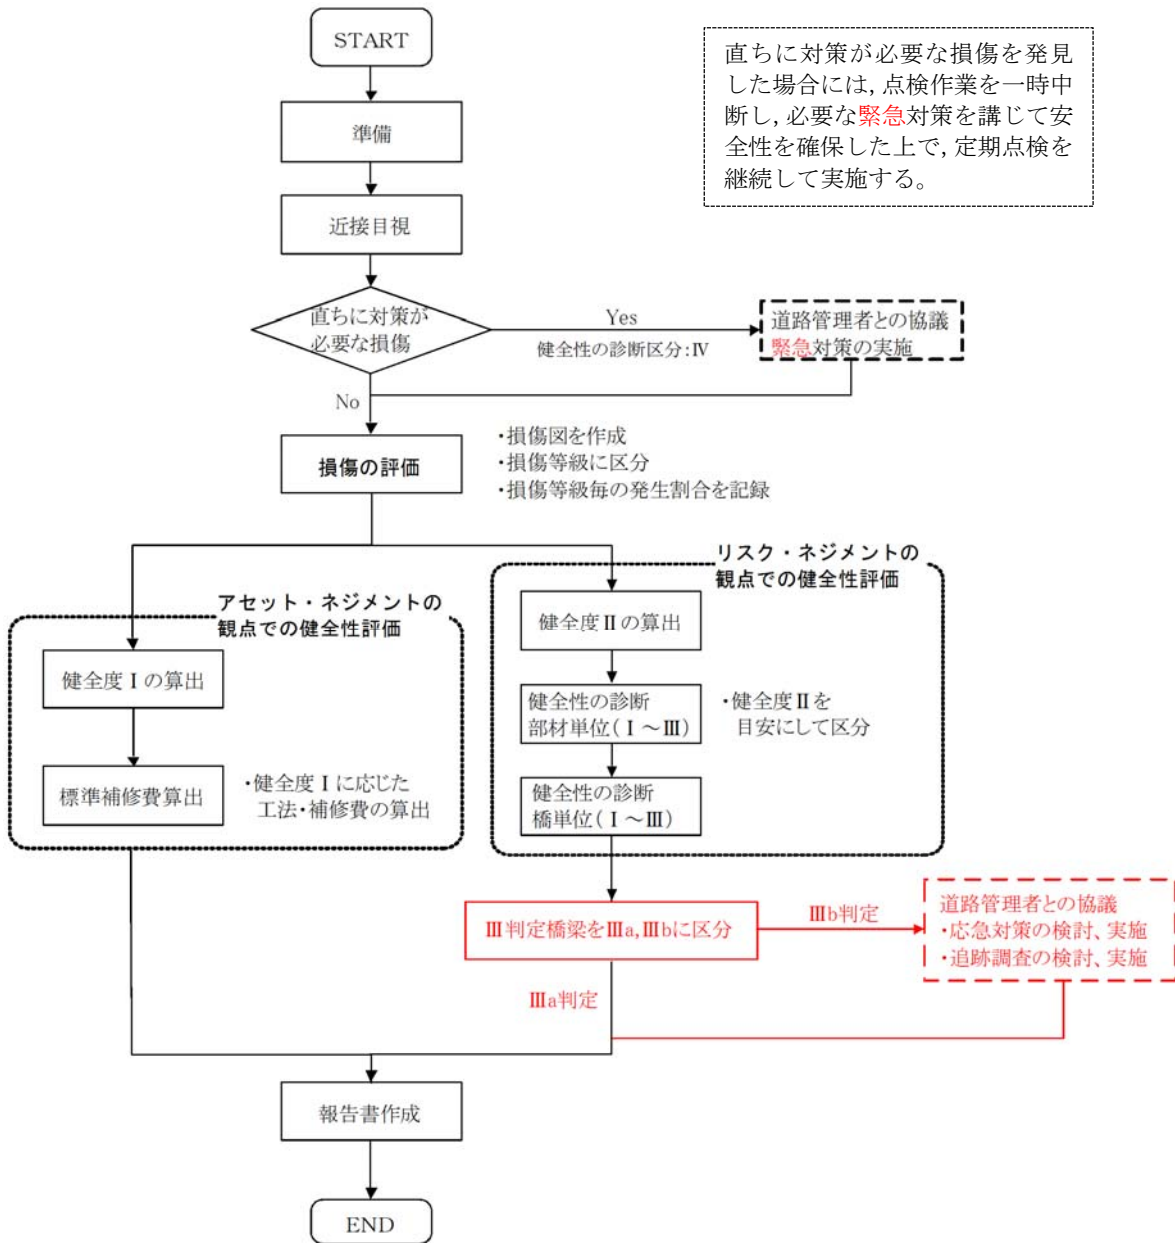 START
直ちに対策が必要な損傷を発見
した場合には,点検作業を一時中
断し,必要な緊急対策を講じて安
全性を確保した上で,定期点検を
継続して実施する。
準備
近接目視
直ちに対策が
必要な損傷
Yes
健全性の診断区分:Ⅳ
道路管理者との協議
緊急対策の実施
No
損傷の評価
・損傷図を作成
・損傷等級に区分
・損傷等級毎の発生割合を記録
アセット・ネジメントの
観点での健全性評価
健全度Ⅰの算出
標準補修費算出
・健全度Ⅰに応じた
工法・補修費の算出
リスク・ネジメントの
観点での健全性評価
健全度Ⅱの算出
健全性の診断
部材単位(Ⅰ～Ⅲ)
・健全度Ⅱを
目安にして区分
健全性の診断
橋単位(Ⅰ～Ⅲ)
Ⅲ判定橋梁をⅢa,Ⅲbに区分
Ⅲb判定
道路管理者との協議
・応急対策の検討、実施
・追跡調査の検討、実施
Ⅲa判定
報告書作成
END